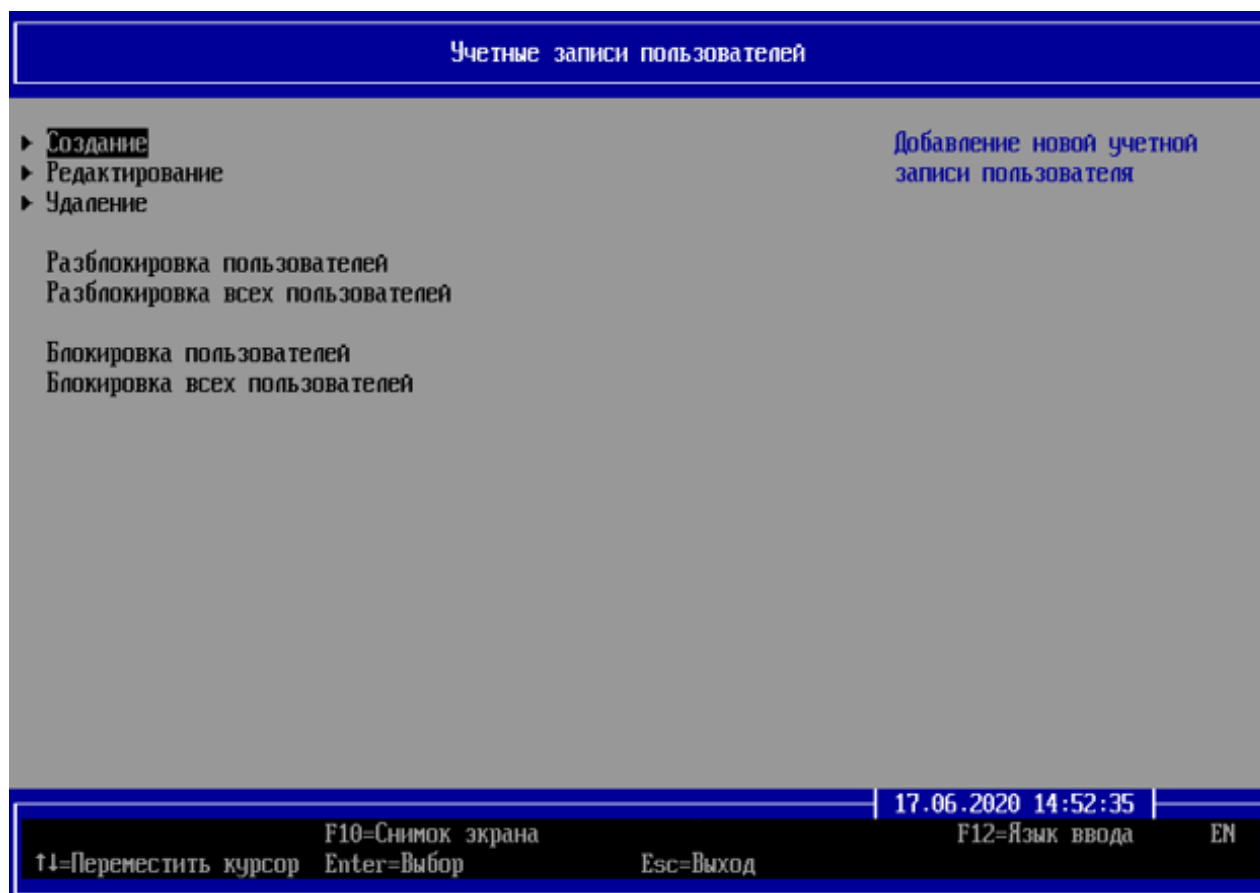 Учетные записи пользователей
Создание
Редактирование
Удаление
Разблокировка пользователей
Разблокировка всех пользователей
Блокировка пользователей
Блокировка всех пользователей
Добавление новой учетной
записи пользователя
17.06.2020 14:52:35
F10=Снимок экрана F12=Язык ввода EN
↑↓=Переместить курсор Enter=Выбор Esc=Выход